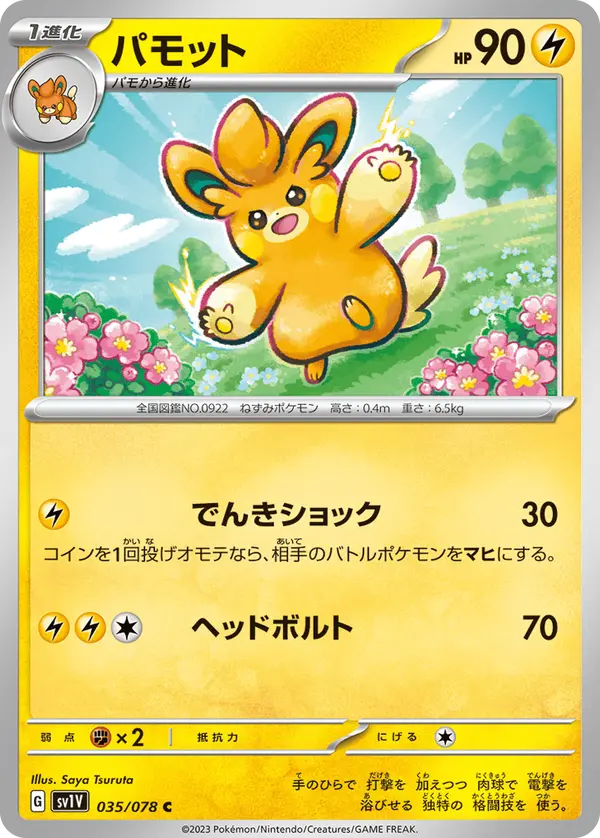 1進化
パモット
HP 90
パモから進化
全国図鑑NO.0922 ねずみポケモン 高さ:0.4m 重さ:6.5kg
でんきショック 30
コインを1回投げオモテなら、相手のバトルポケモンをマヒにする。
ヘッドボルト 70
弱点 ×2 抵抗力 にげる
Illus. Saya Tsuruta
手のひらで 打撃を 加えつつ 肉球で 電撃を
浴びせる 独特の 格闘技を 使う。
G sv1V 035/078 C
©2023 Pokémon/Nintendo/Creatures/GAME FREAK.